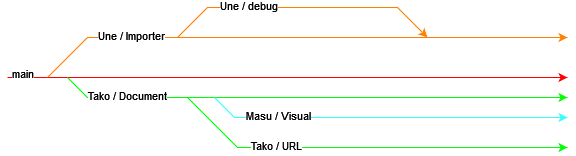 Une / debug
Une / Importer
main
Tako / Document
Masu / Visual
Tako / URL